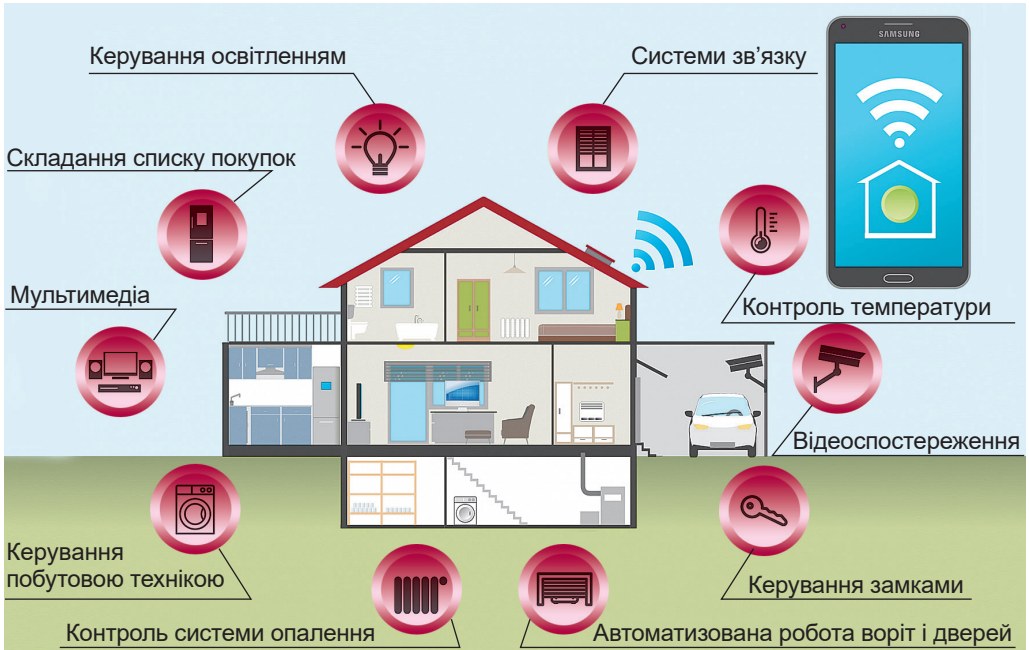 SAMSUNG
Керування освітленням
Системи зв’язку
Складання списку покупок
Мультимедіа
Контроль температури
Відеоспостереження
Керування
побутовою технікою
Керування замками
Контроль системи опалення
Автоматизована робота воріт і дверей